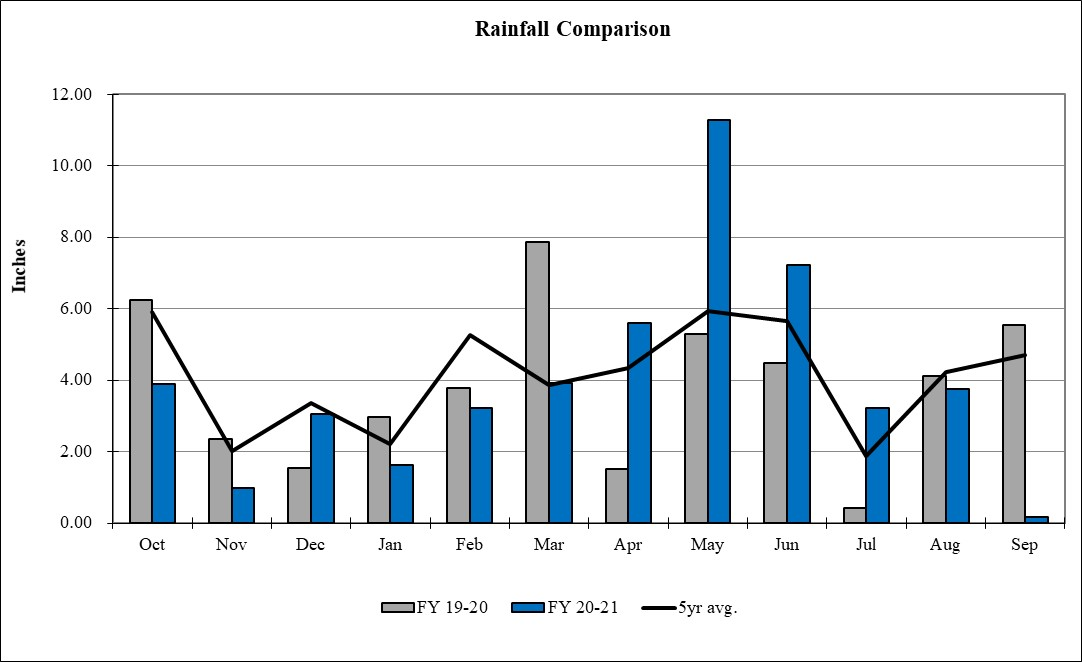 Rainfall Comparison
12.00
10.00
8.00
6.00
4.00
2.00
0.00
Inches
Oct Nov Dec Jan Feb Mar Apr May Jun Jul Aug Sep
FY 19-20 FY 20-21 5yr avg.